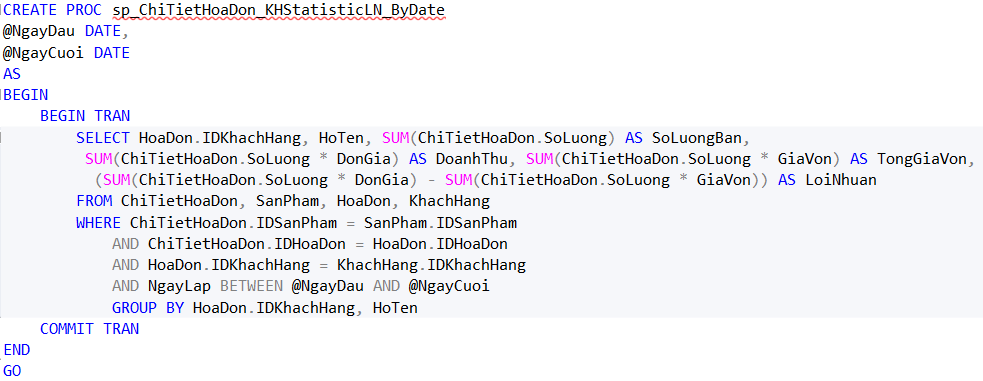 CREATE PROC sp_ChiTietHoaDon_KHStatisticLN_ByDate
@NgayDau DATE,
@NgayCuoi DATE
AS
BEGIN
    BEGIN TRAN
        SELECT HoaDon.IDKhachHang, HoTen, SUM(ChiTietHoaDon.SoLuong) AS SoLuongBan,
         SUM(ChiTietHoaDon.SoLuong * DonGia) AS DoanhThu, SUM(ChiTietHoaDon.SoLuong * GiaVon) AS TongGiaVon,
          (SUM(ChiTietHoaDon.SoLuong * DonGia) - SUM(ChiTietHoaDon.SoLuong * GiaVon)) AS LoiNhuan
        FROM ChiTietHoaDon, SanPham, HoaDon, KhachHang
        WHERE ChiTietHoaDon.IDSanPham = SanPham.IDSanPham
            AND ChiTietHoaDon.IDHoaDon = HoaDon.IDHoaDon
            AND HoaDon.IDKhachHang = KhachHang.IDKhachHang
            AND NgayLap BETWEEN @NgayDau AND @NgayCuoi
            GROUP BY HoaDon.IDKhachHang, HoTen
    COMMIT TRAN
END
GO